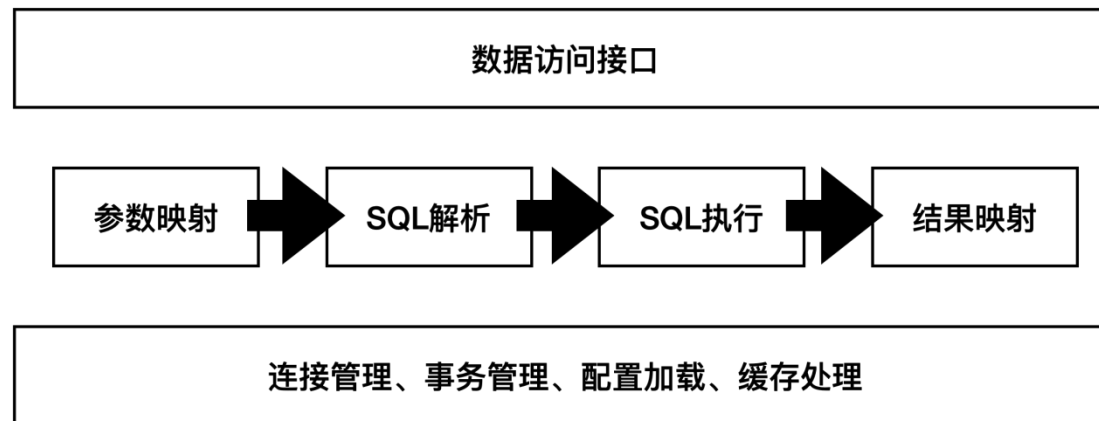 数据访问接口
参数映射
SQL解析
SQL执行
结果映射
连接管理、事务管理、配置加载、缓存处理